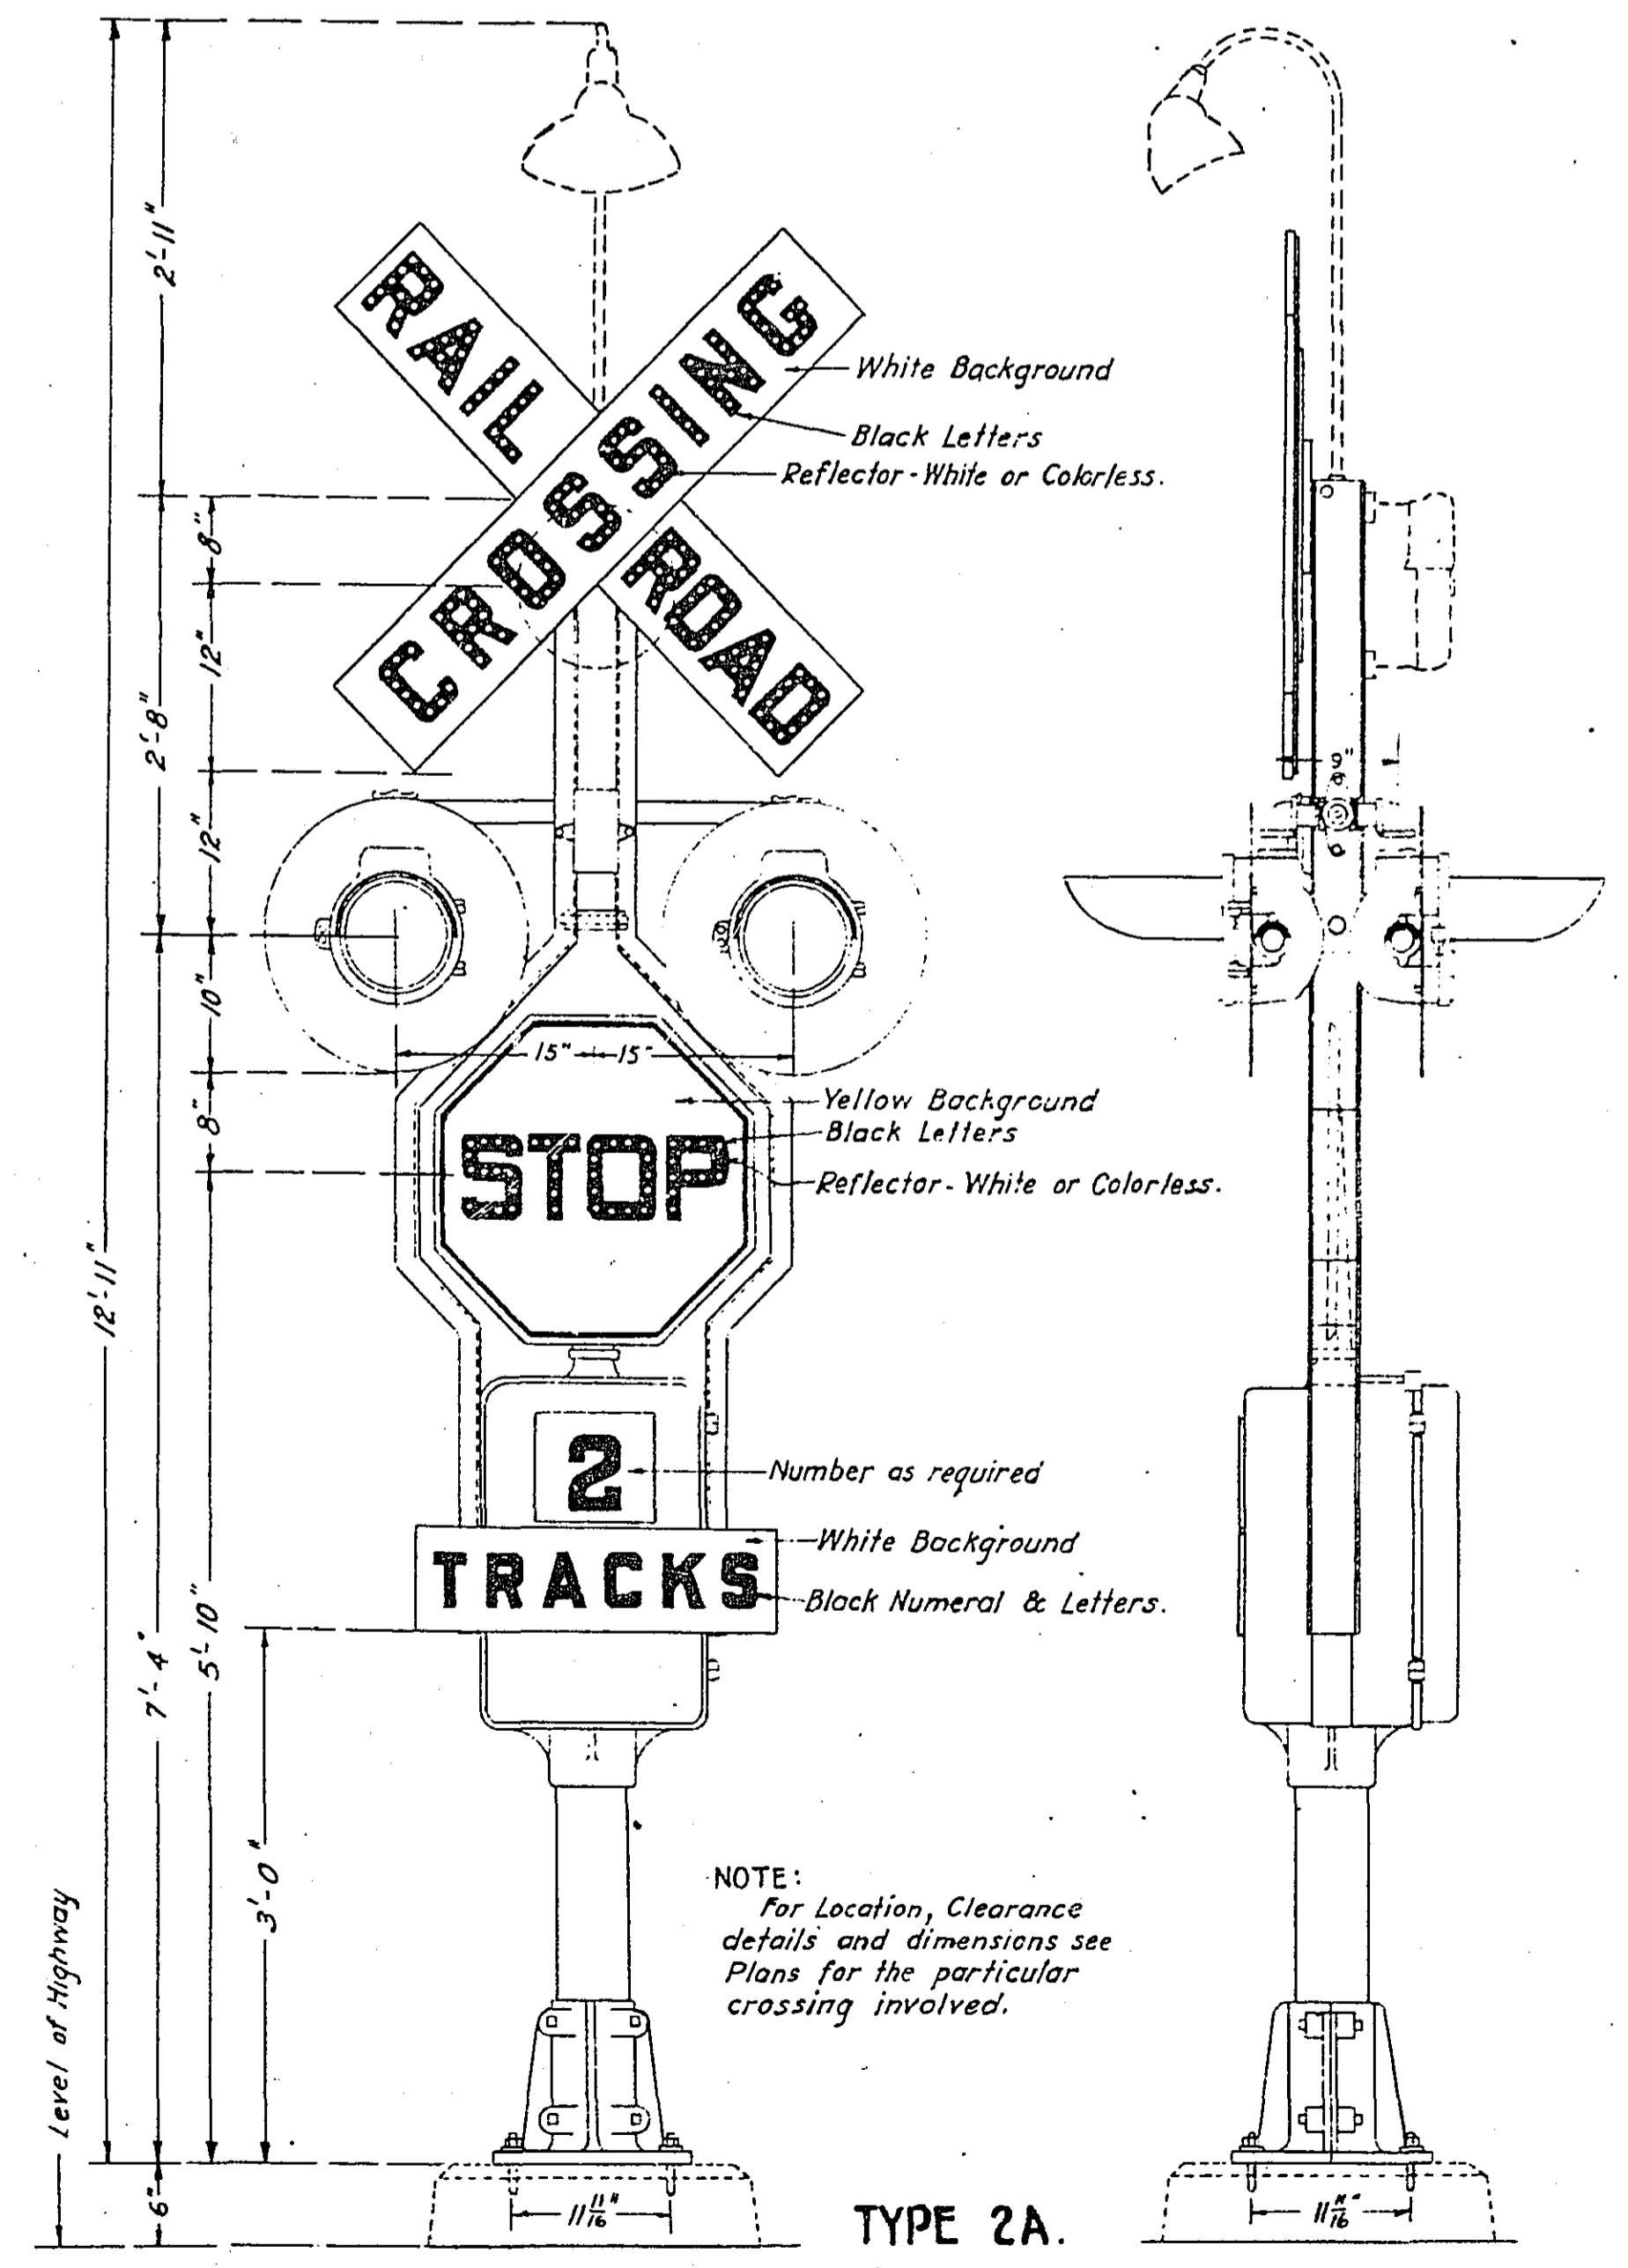 2'-11"
RAIL
CROSSING
ROAD
White Background
Black Letters
Reflector-White or Colorless.
8"
12"
2'-8"
9"
12"
10"
15" 15"
8"
Yellow Background
Black Letters
STOP
Reflector-White or Colorless.
12'-11"
2
Number as required
TRACKS
White Background
Black Numeral & Letters.
5'-10"
7'-4"
3'-0"
NOTE:
For Location, Clearance
details and dimensions see
Plans for the particular
crossing involved.
Level of Highway
6"
11 11/16"
TYPE 2A.
11 11/16"